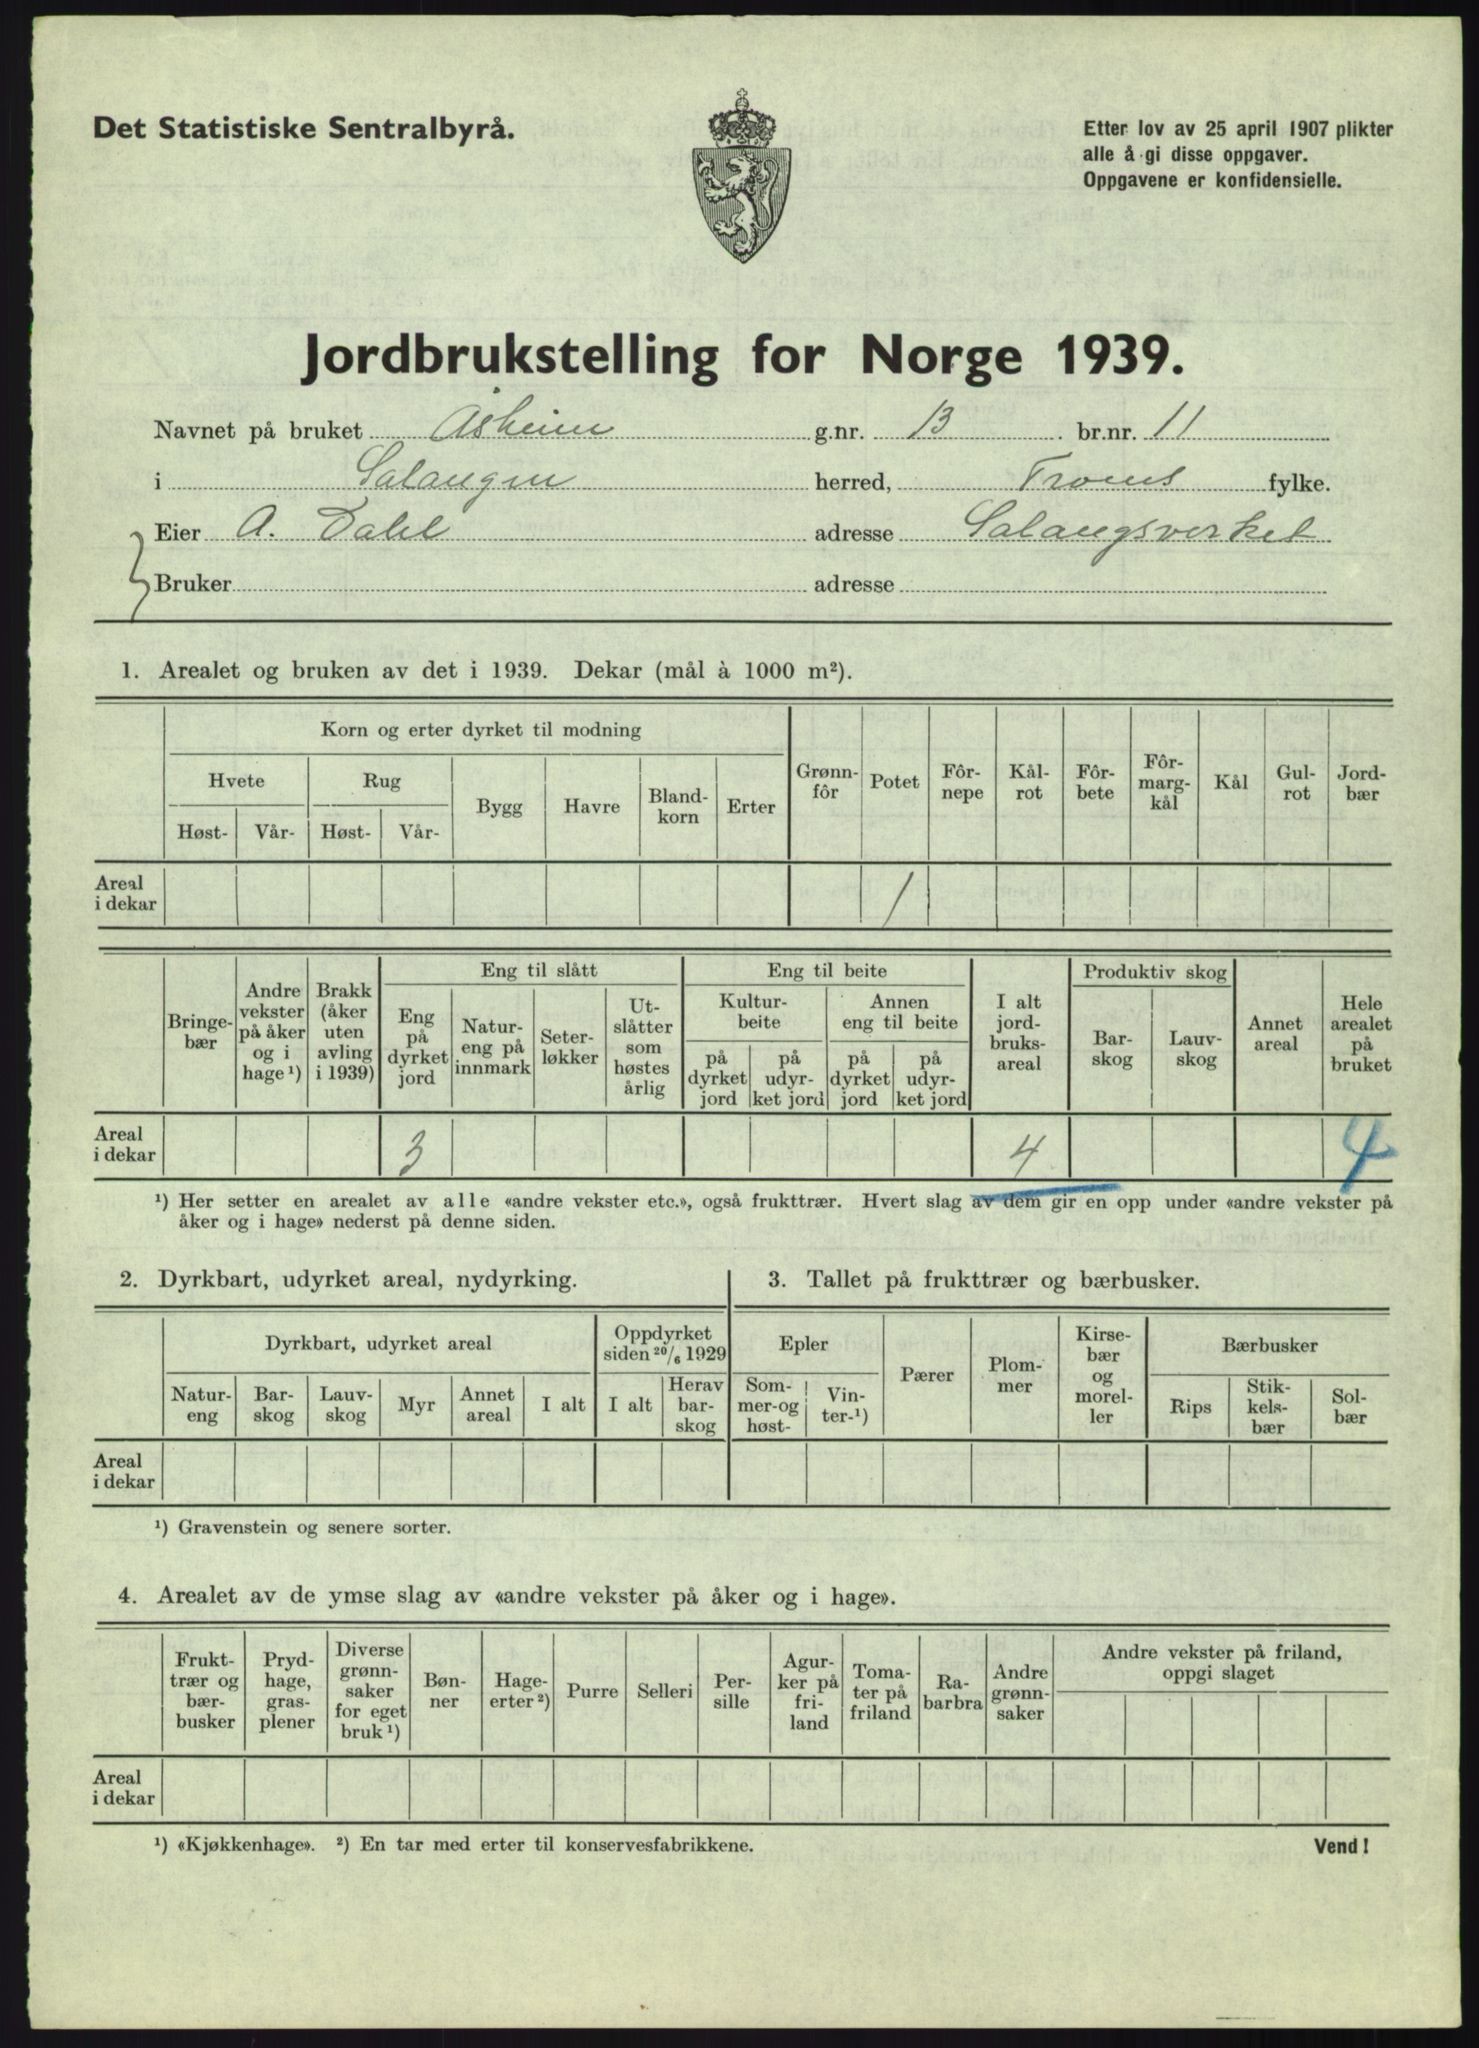 Det Statistiske Sentralbyrå.
Etter lov av 25 april 1907 plikter
alle å gi disse oppgaver.
Oppgavene er konfidensielle.
Jordbrukstelling for Norge 1939.
Navnet på bruket Åsheim g.nr. 13 br.nr. 11
i Salangen herred, Troms fylke.
Eier A. Dahl adresse Salangsverket
Bruker adresse
1. Arealet og bruken av det i 1939. Dekar (mål à 1000 m²).
Korn og erter dyrket til modning
Hvete Rug Bygg Havre Bland-korn Erter Grønn-fôr Potet Fôr-nepe Kål-rot Fôr-bete Fôr-marg-kål Kål Gul-rot Jord-bær
Høst- Vår- Høst- Vår-
Areal i dekar 1
Eng til slått Eng til beite Produktiv skog
Bringe-bær Andre vekster på åker og i hage¹) Brakk (åker uten avling i 1939) Eng på dyrket jord Natur-eng på innmark Seter-løkker Ut-slåtter som høstes årlig Kultur-beite Annen eng til beite I alt jord-bruks-areal Bar-skog Lauv-skog Annet areal Hele arealet på bruket
på dyrket jord på udyr-ket jord på dyrket jord på udyr-ket jord
Areal i dekar 3 4 4
¹) Her setter en arealet av alle «andre vekster etc.», også frukttrær. Hvert slag av dem gir en opp under «andre vekster på
åker og i hage» nederst på denne siden.
2. Dyrkbart, udyrket areal, nydyrking.
Dyrkbart, udyrket areal Oppdyrket siden 20/6 1929
Natur-eng Bar-skog Lauv-skog Myr Annet areal I alt I alt Herav bar-skog
Areal i dekar
¹) Gravenstein og senere sorter.
3. Tallet på frukttrær og bærbusker.
Epler Pærer Plom-mer Kirse-bær og morel-ler Bærbusker
Som-mer-og høst- Vin-ter-¹) Rips Stik-kels-bær Sol-bær
4. Arealet av de ymse slag av «andre vekster på åker og i hage».
Frukt-trær og bær-busker Pryd-hage, gras-plener Diverse grønn-saker for eget bruk¹) Bøn-ner Hage-erter²) Purre Selleri Per-sille Agur-ker på fri-land Toma-ter på friland Ra-barbra Andre grønn-saker Andre vekster på friland, oppgi slaget
Areal i dekar
¹) «Kjøkkenhage». ²) En tar med erter til konservesfabrikkene.
Vend!